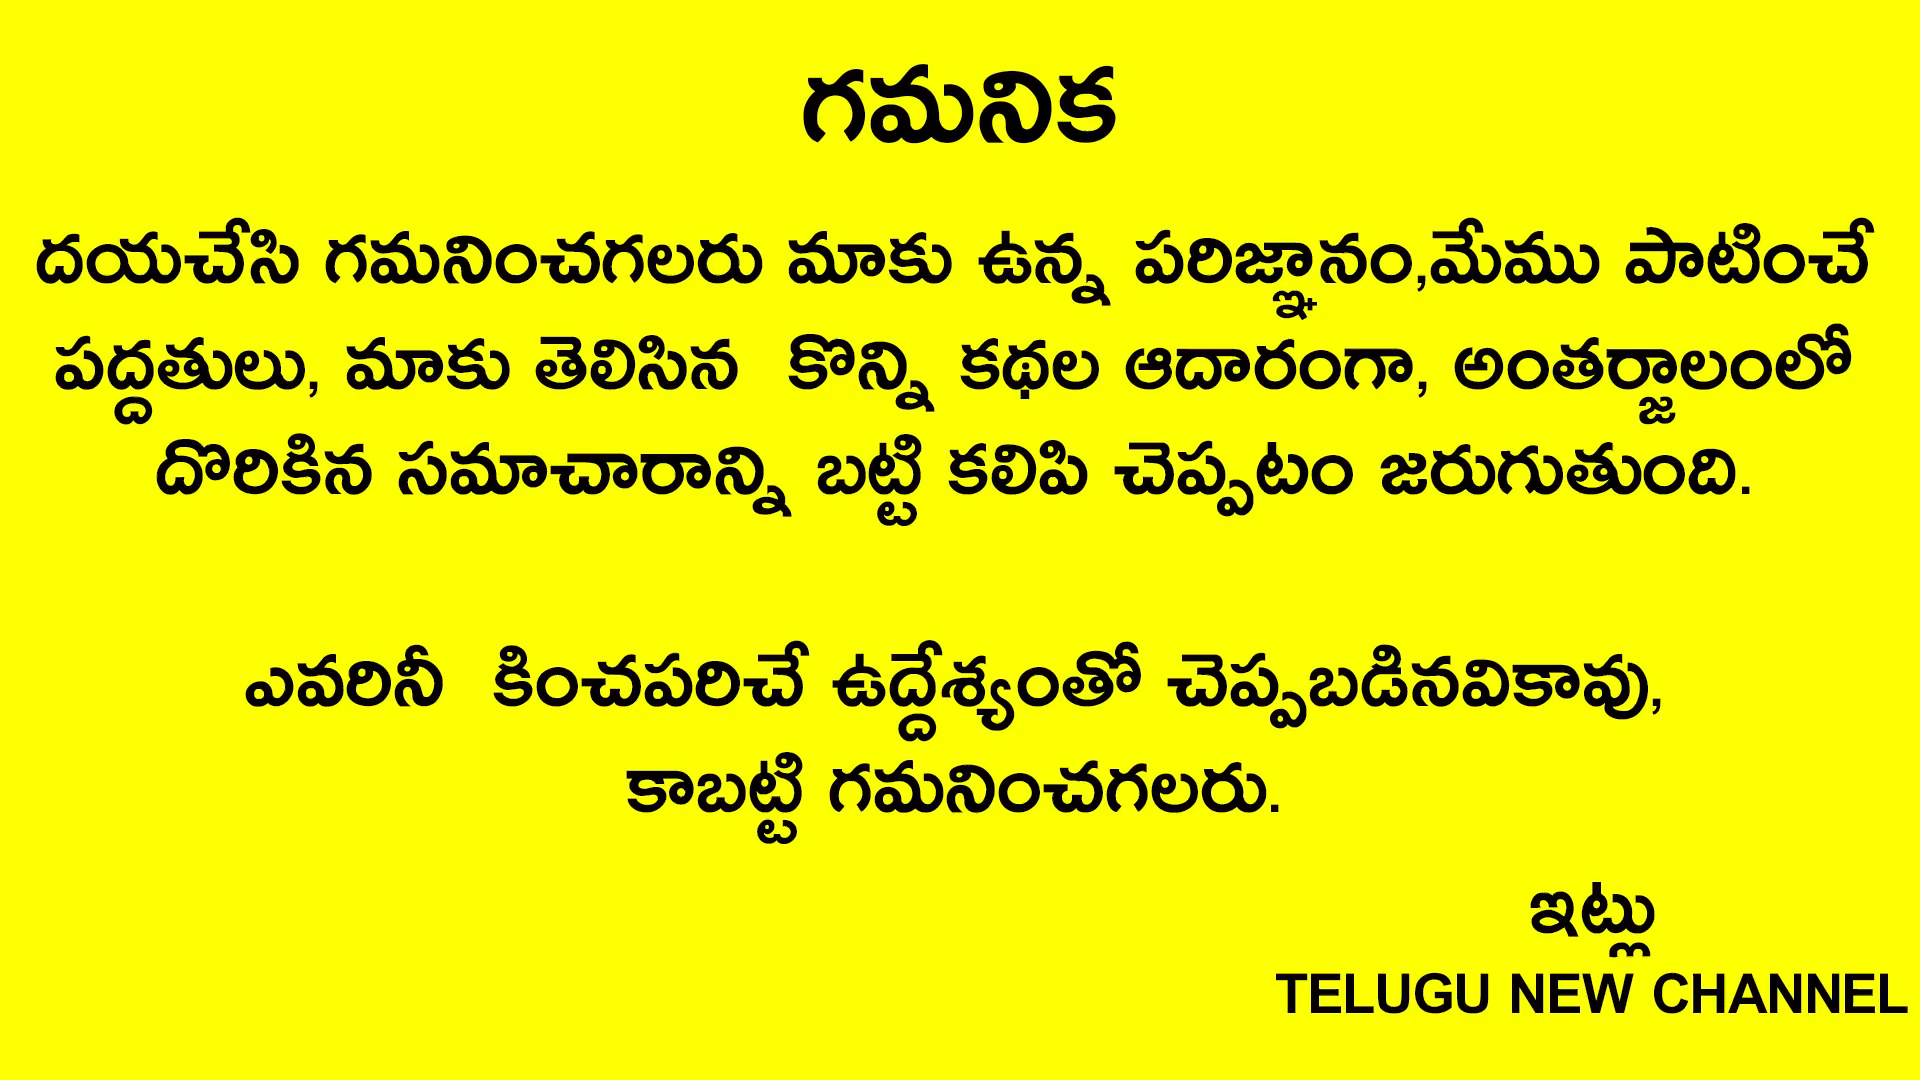 గమనిక
దయచేసి గమనించగలరు మాకు ఉన్న పరిజ్ఞానం,మేము పాటించే
పద్దతులు, మాకు తెలిసిన కొన్ని కథల ఆదారంగా, అంతర్జాలంలో
దొరికిన సమాచారాన్ని బట్టి కలిపి చెప్పటం జరుగుతుంది.
ఎవరినీ కించపరిచే ఉద్దేశ్యంతో చెప్పబడినవికావు,
కాబట్టి గమనించగలరు.
ఇట్లు
TELUGU NEW CHANNEL